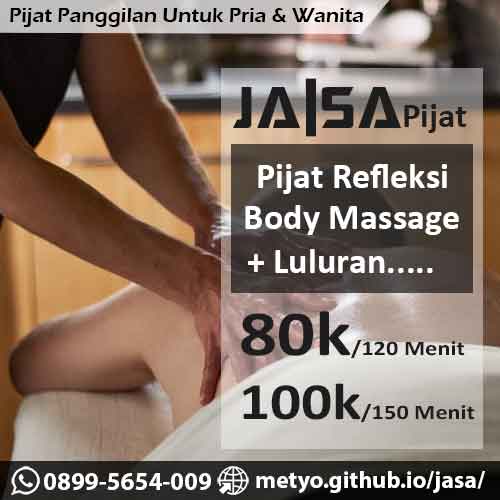 Pijat Panggilan Untuk Pria & Wanita
JA|SA Pijat
Pijat Refleksi
Body Massage
+ Luluran.....
80k/120 Menit
100k/150 Menit
0899-5654-009 metyo.github.io/jasa/